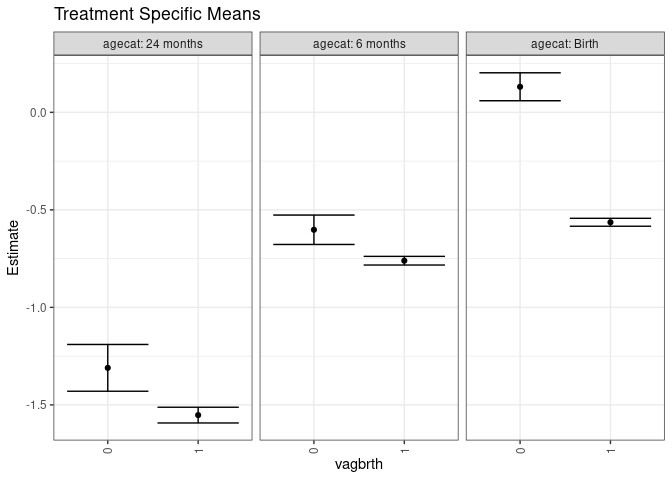 Treatment Specific Means
agecat: 24 months
agecat: 6 months
agecat: Birth
Estimate
0.0
-0.5
-1.0
-1.5
0
1
0
1
0
1
vagbrth